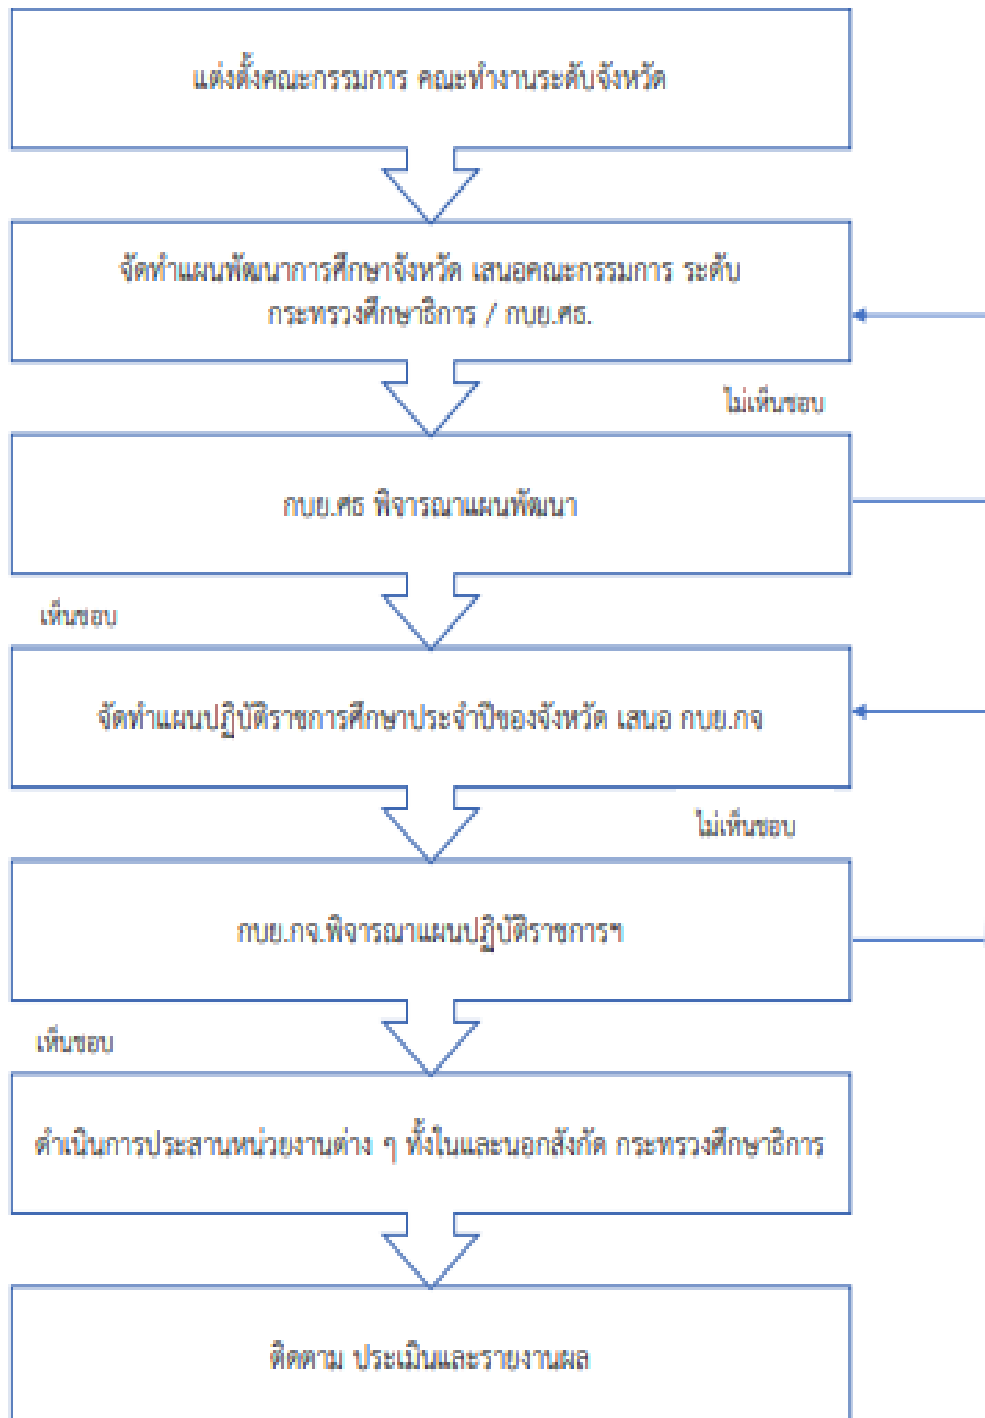 แต่งตั้งคณะกรรมการ คณะทำงานระดับจังหวัด
จัดทำแผนพัฒนาการศึกษาจังหวัด เสนอคณะกรรมการ ระดับ
กระทรวงศึกษาธิการ / กบย.ศธ.
ไม่เห็นชอบ
กบย.ศธ พิจารณาแผนพัฒนา
เห็นชอบ
จัดทำแผนปฏิบัติราชการศึกษาประจำปีของจังหวัด เสนอ กบย.กจ
ไม่เห็นชอบ
กบย.กจ.พิจารณาแผนปฏิบัติราชการฯ
เห็นชอบ
ดำเนินการประสานหน่วยงานต่าง ๆ ทั้งในและนอกสังกัด กระทรวงศึกษาธิการ
ติดตาม ประเมินและรายงานผล